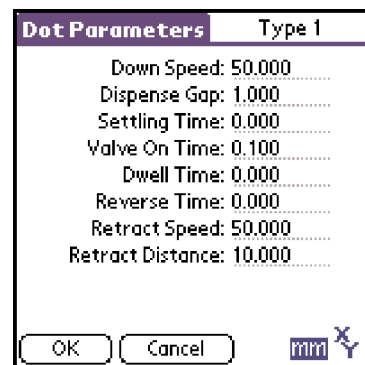 Dot Parameters Type 1
Down Speed: 50.000
Dispense Gap: 1.000
Settling Time: 0.000
Valve On Time: 0.100
Dwell Time: 0.000
Reverse Time: 0.000
Retract Speed: 50.000
Retract Distance: 10.000
OK Cancel mm XY